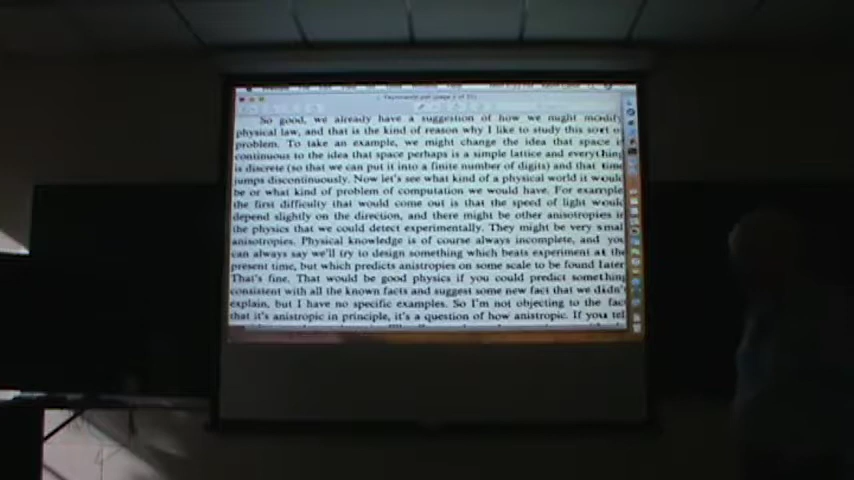 So good, we already have a suggestion of how we might modify
physical law, and that is the kind of reason why I like to study this sort o
problem. To take an example, we might change the idea that space i
continuous to the idea that space perhaps is a simple lattice and everything
is discrete (so that we can put it into a finite number of digits) and that time
jumps discontinuously. Now let's see what kind of a physical world it woul
be or what kind of problem of computation we would have. For example
the first difficulty that would come out is that the speed of light woul
depend slightly on the direction, and there might be other anisotropies i
the physics that we could detect experimentally. They might be very smal
anisotropies. Physical knowledge is of course always incomplete, and you
can always say we'll try to design something which beats experiment at the
present time, but which predicts anistropies on some scale to be found later
That's fine. That would be good physics if you could predict something
consistent with all the known facts and suggest some new fact that we didn'
explain, but I have no specific examples. So I'm not objecting to the fac
that it's anistropic in principle, it's a question of how anistropic. If you tel